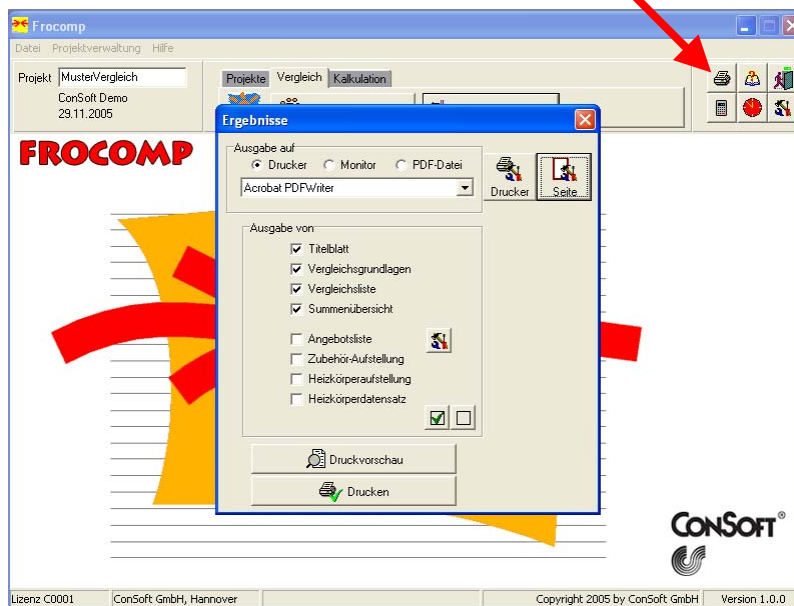 Frocomp
Datei Projektverwaltung Hilfe
Projekt MusterVergleich
ConSoft Demo
29.11.2005
Projekte Vergleich Kalkulation
FROCOMP
Ergebnisse
Ausgabe auf
Drucker Monitor PDF-Datei
Acrobat PDFWriter
Drucker Seite
Ausgabe von
Titelblatt
Vergleichsgrundlagen
Vergleichsliste
Summenübersicht
Angebotsliste
Zubehör-Aufstellung
Heizkörperaufstellung
Heizkörperdatensatz
Druckvorschau
Drucken
CONSOFT®
Lizenz C0001 ConSoft GmbH, Hannover Copyright 2005 by ConSoft GmbH Version 1.0.0